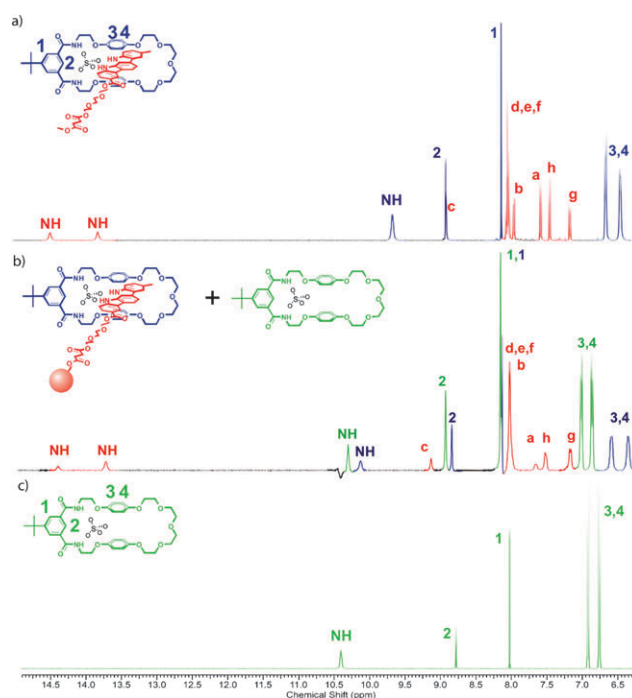 a)
1
3 4
2
NH
NH
NH
2
c
1
d,e,f
b
a
h
g
3,4
b)
+
NH
NH
NH
NH
c
2
2
1,1
d,e,f
b
a
h
g
3,4
3,4
c)
1
3 4
2
NH
2
1
3,4
14.5 14.0 13.5 13.0 12.5 12.0 11.5 11.0 10.5 10.0 9.5 9.0 8.5 8.0 7.5 7.0 6.5
Chemical Shift (ppm)